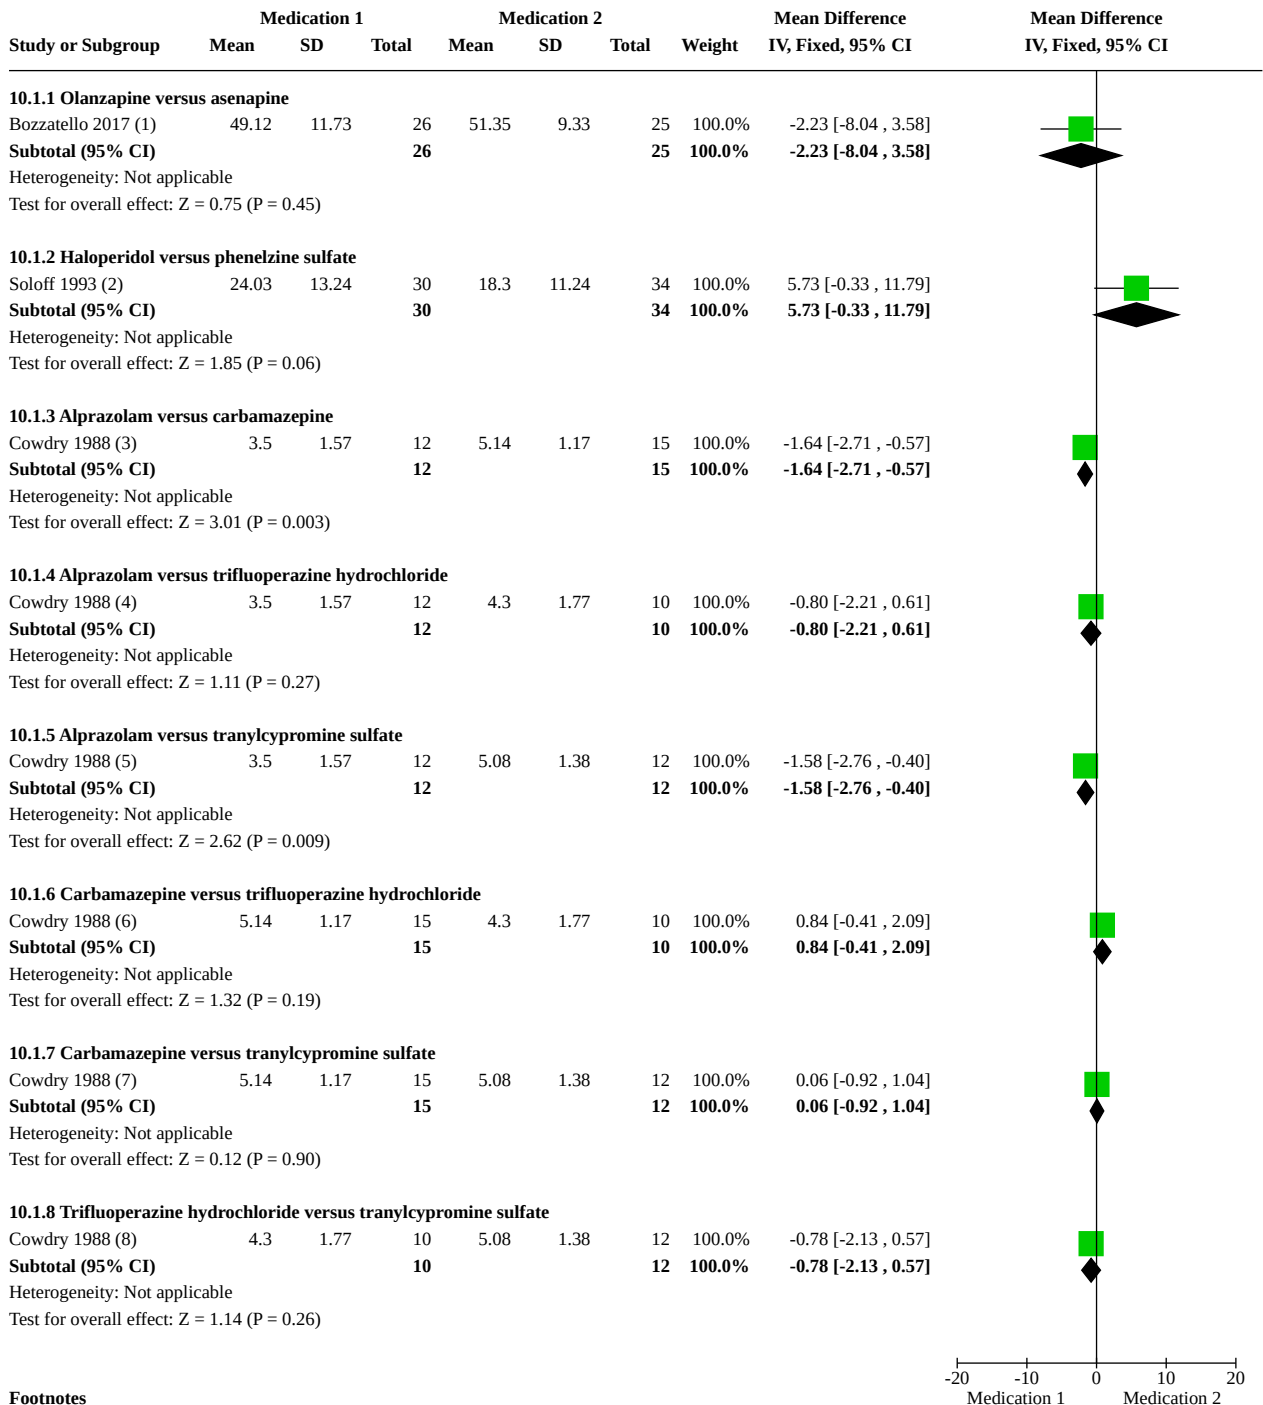 Medication 1 Medication 2 Mean Difference Mean Difference
Study or Subgroup Mean SD Total Mean SD Total Weight IV, Fixed, 95% CI IV, Fixed, 95% CI
10.1.1 Olanzapine versus asenapine
Bozzatello 2017 (1) 49.12 11.73 26 51.35 9.33 25 100.0% -2.23 [-8.04 , 3.58]
Subtotal (95% CI) 26 25 100.0% -2.23 [-8.04 , 3.58]
Heterogeneity: Not applicable
Test for overall effect: Z = 0.75 (P = 0.45)
10.1.2 Haloperidol versus phenelzine sulfate
Soloff 1993 (2) 24.03 13.24 30 18.3 11.24 34 100.0% 5.73 [-0.33 , 11.79]
Subtotal (95% CI) 30 34 100.0% 5.73 [-0.33 , 11.79]
Heterogeneity: Not applicable
Test for overall effect: Z = 1.85 (P = 0.06)
10.1.3 Alprazolam versus carbamazepine
Cowdry 1988 (3) 3.5 1.57 12 5.14 1.17 15 100.0% -1.64 [-2.71 , -0.57]
Subtotal (95% CI) 12 15 100.0% -1.64 [-2.71 , -0.57]
Heterogeneity: Not applicable
Test for overall effect: Z = 3.01 (P = 0.003)
10.1.4 Alprazolam versus trifluoperazine hydrochloride
Cowdry 1988 (4) 3.5 1.57 12 4.3 1.77 10 100.0% -0.80 [-2.21 , 0.61]
Subtotal (95% CI) 12 10 100.0% -0.80 [-2.21 , 0.61]
Heterogeneity: Not applicable
Test for overall effect: Z = 1.11 (P = 0.27)
10.1.5 Alprazolam versus tranylcypromine sulfate
Cowdry 1988 (5) 3.5 1.57 12 5.08 1.38 12 100.0% -1.58 [-2.76 , -0.40]
Subtotal (95% CI) 12 12 100.0% -1.58 [-2.76 , -0.40]
Heterogeneity: Not applicable
Test for overall effect: Z = 2.62 (P = 0.009)
10.1.6 Carbamazepine versus trifluoperazine hydrochloride
Cowdry 1988 (6) 5.14 1.17 15 4.3 1.77 10 100.0% 0.84 [-0.41 , 2.09]
Subtotal (95% CI) 15 10 100.0% 0.84 [-0.41 , 2.09]
Heterogeneity: Not applicable
Test for overall effect: Z = 1.32 (P = 0.19)
10.1.7 Carbamazepine versus tranylcypromine sulfate
Cowdry 1988 (7) 5.14 1.17 15 5.08 1.38 12 100.0% 0.06 [-0.92 , 1.04]
Subtotal (95% CI) 15 12 100.0% 0.06 [-0.92 , 1.04]
Heterogeneity: Not applicable
Test for overall effect: Z = 0.12 (P = 0.90)
10.1.8 Trifluoperazine hydrochloride versus tranylcypromine sulfate
Cowdry 1988 (8) 4.3 1.77 10 5.08 1.38 12 100.0% -0.78 [-2.13 , 0.57]
Subtotal (95% CI) 10 12 100.0% -0.78 [-2.13 , 0.57]
Heterogeneity: Not applicable
Test for overall effect: Z = 1.14 (P = 0.26)
-20 -10 0 10 20
Footnotes Medication 1 Medication 2